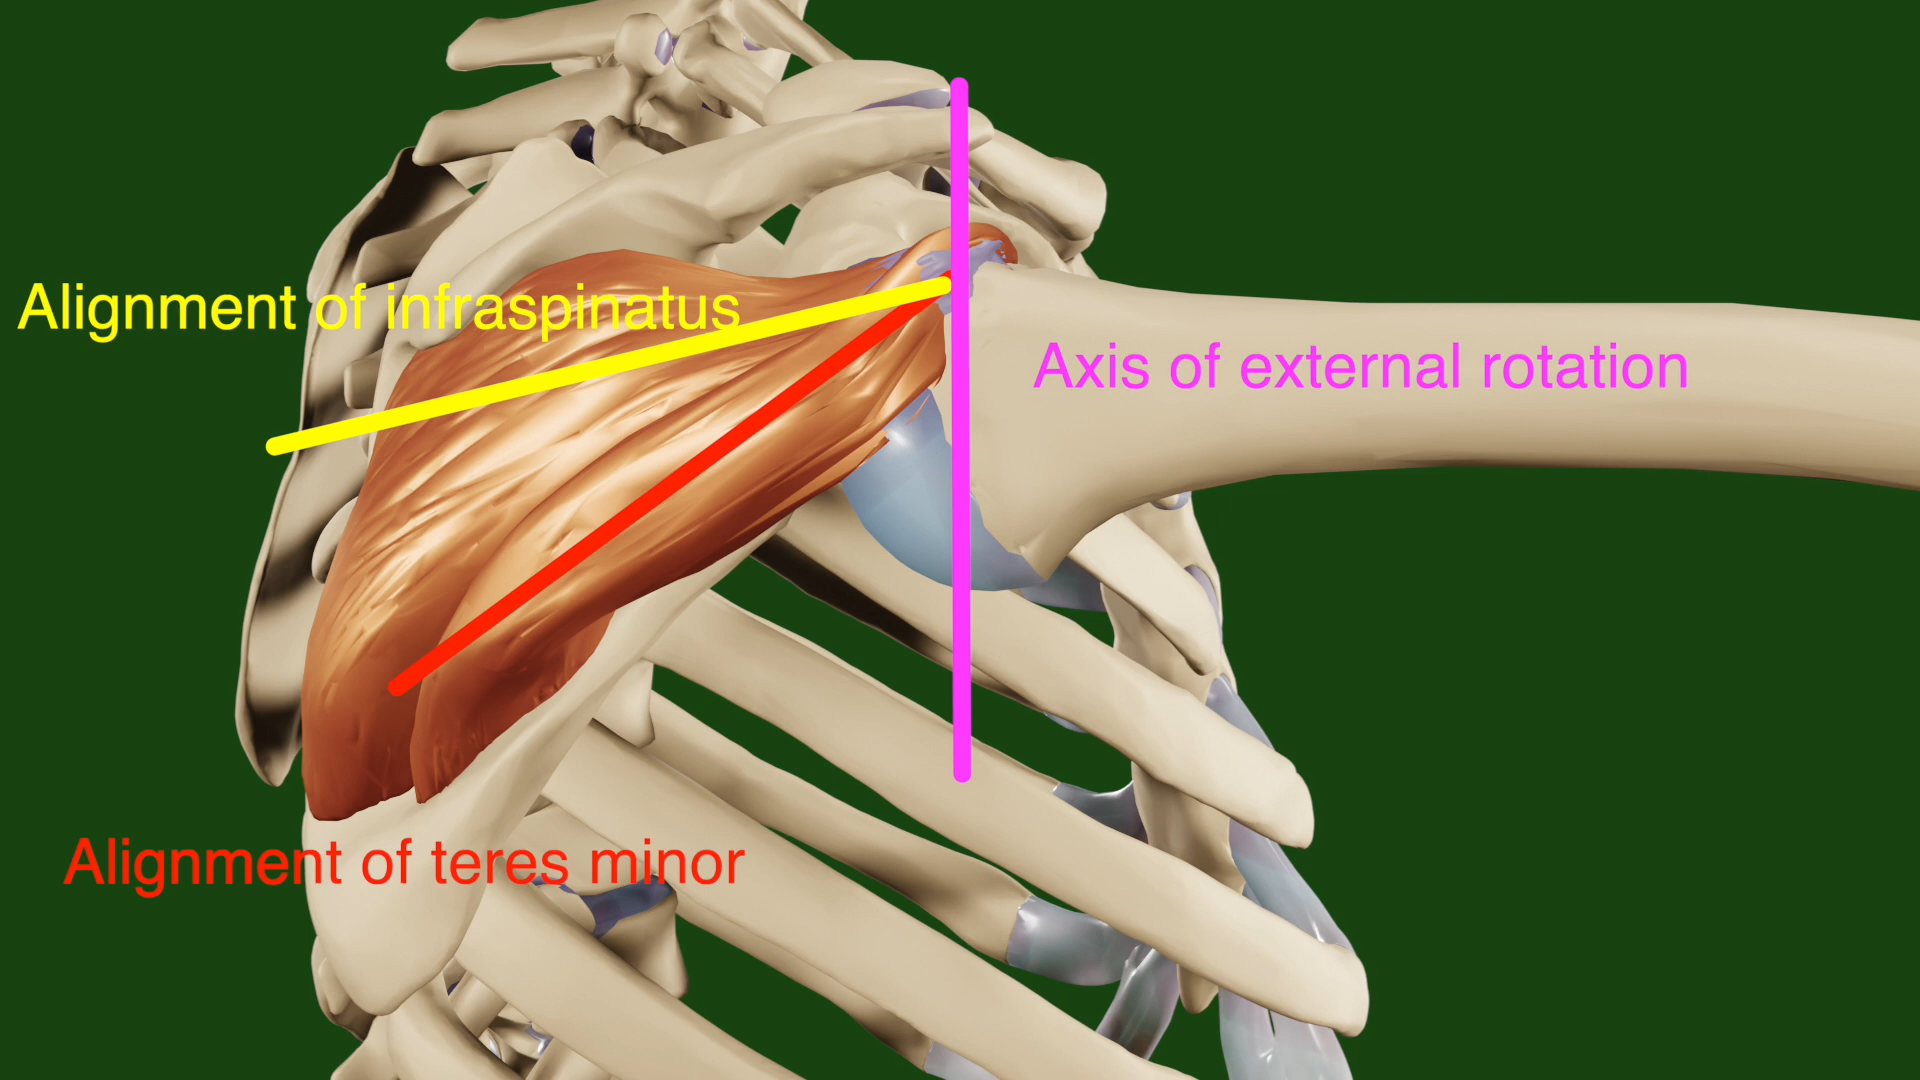 Alignment of infraspinatus
Axis of external rotation
Alignment of teres minor